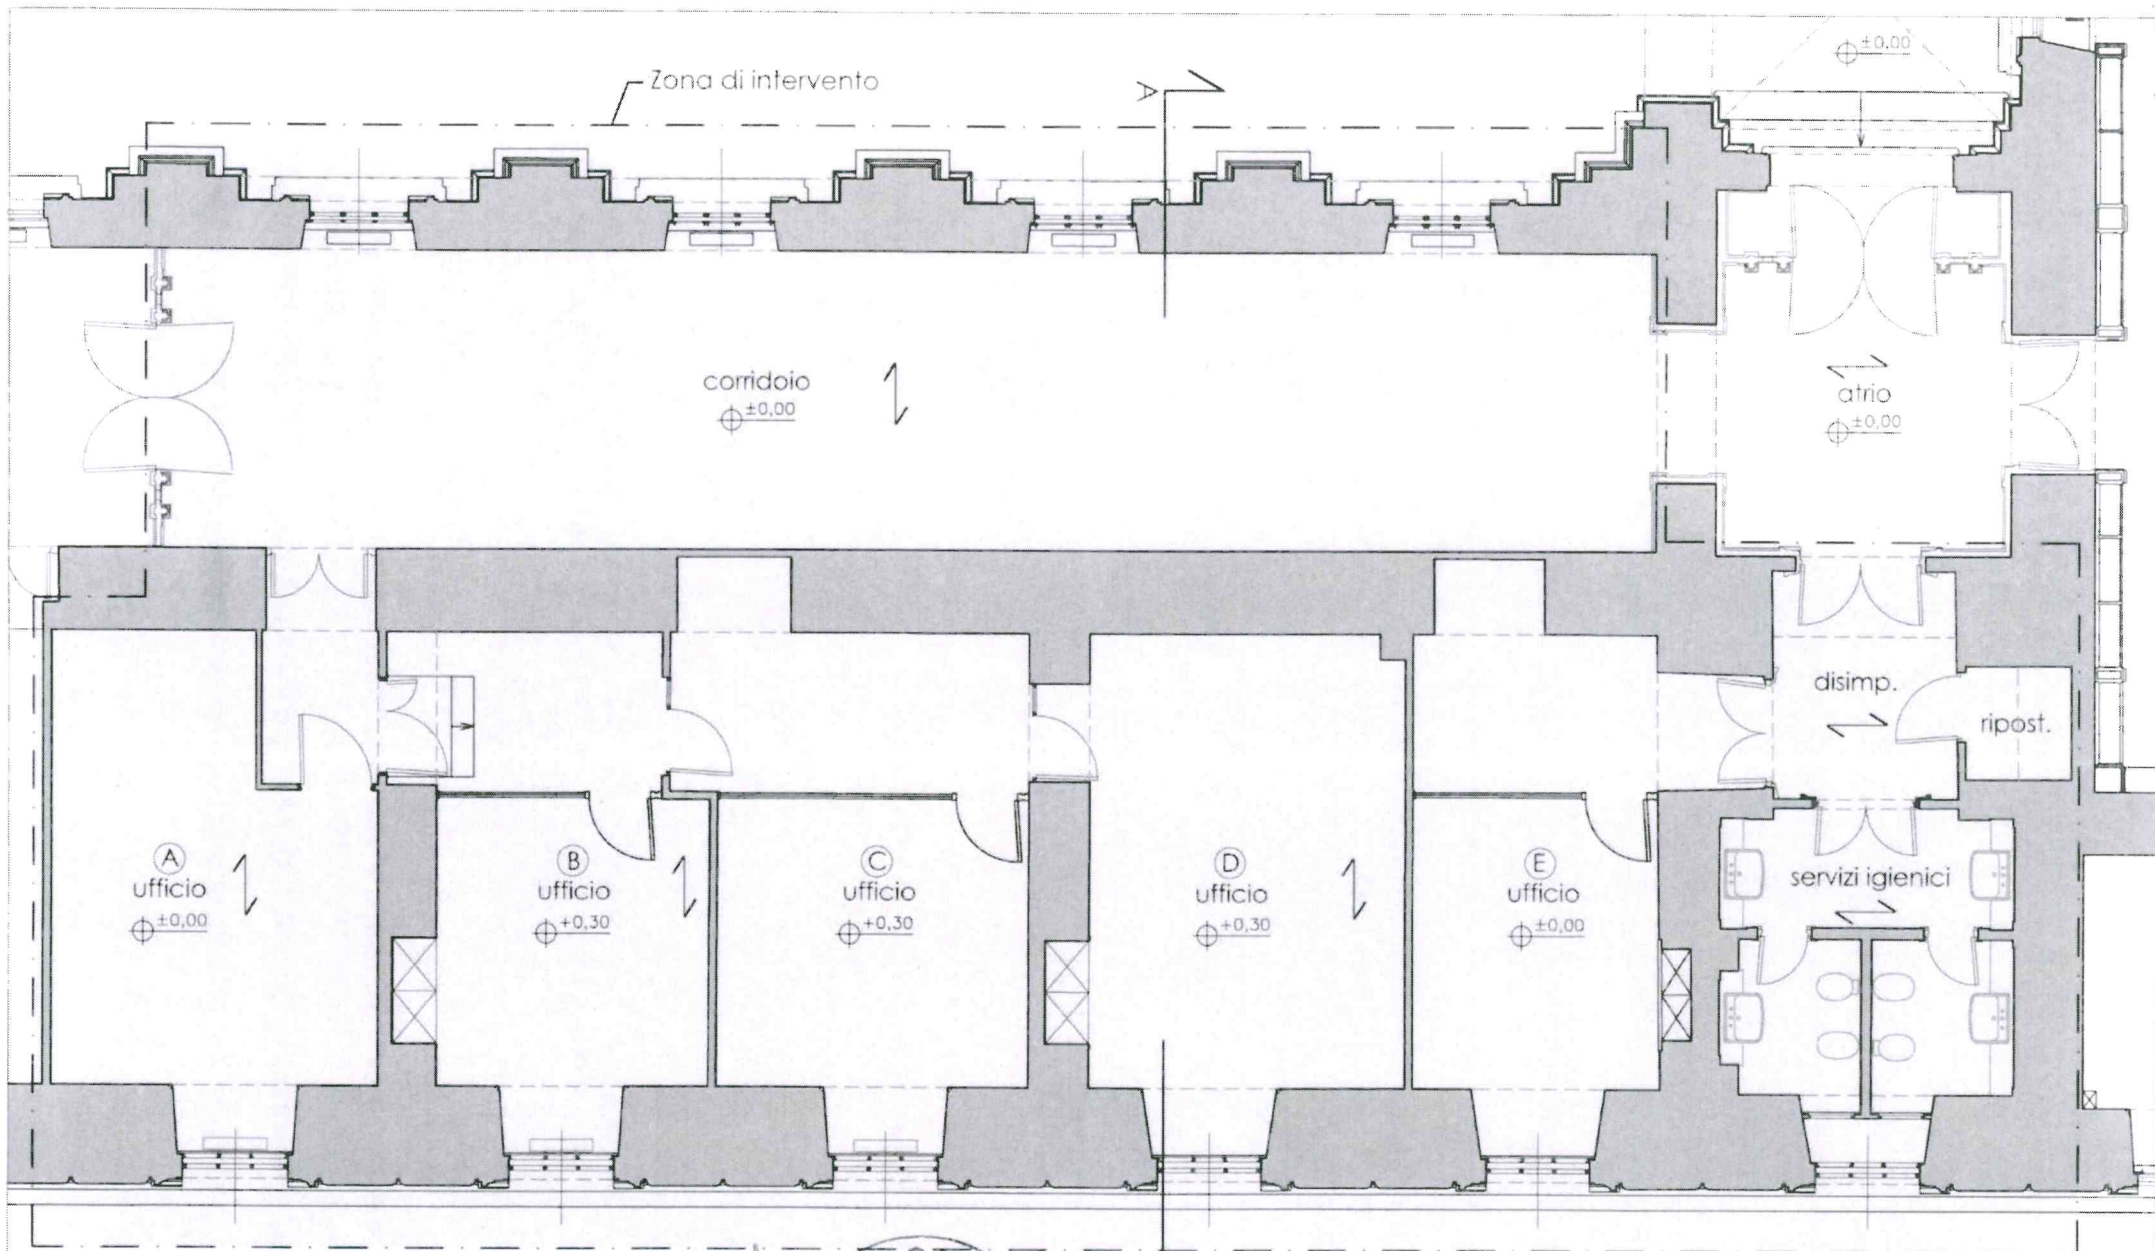 ±0,00
Zona di intervento
A
corridoio
±0,00
atrio
±0,00
disimp.
ripost.
A
ufficio
±0,00
B
ufficio
+0,30
C
ufficio
+0,30
D
ufficio
+0,30
E
ufficio
±0,00
servizi igienici